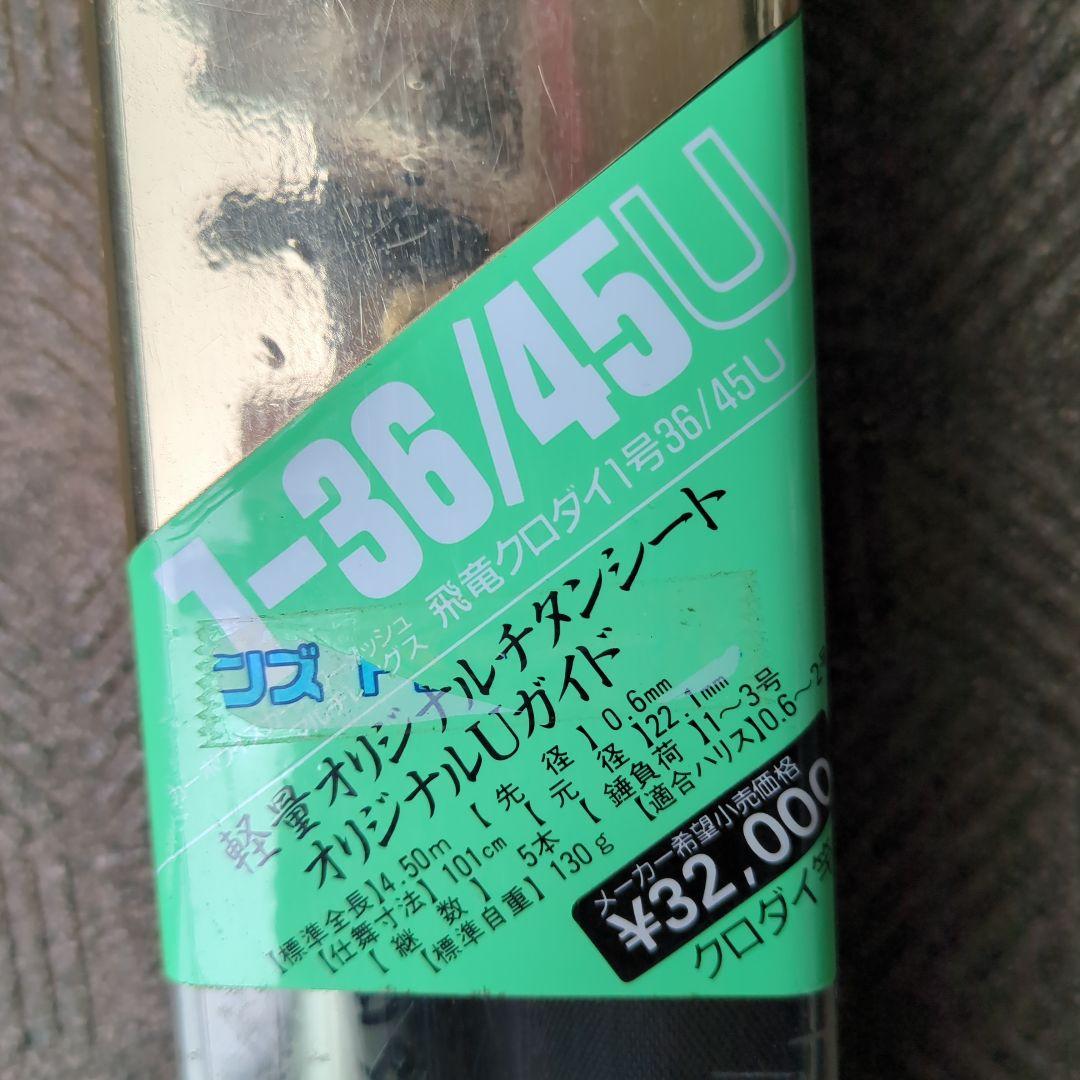 1-36/45U
飛竜クロダイ1号36/45U
ンズ
軽量オリジナルチタンシート
オリジナルUガイド
【標準全長】4.50m【先径】0.6mm
【仕舞寸法】101cm【元径】22.1mm
【継数】5本【錘負荷】1〜3号
【標準自重】130g【適合ハリス】0.6〜2号
メーカー希望小売価格
¥32,000
クロダイ竿